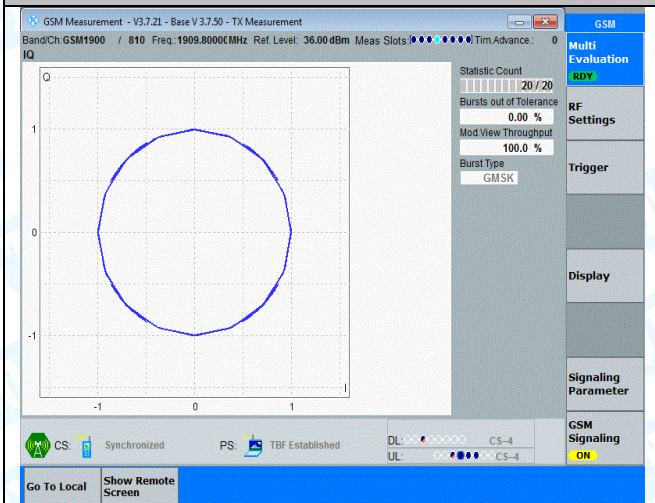 GSM Measurement - V3.7.21 - Base V 3.7.50 - TX Measurement
GSM
Band/Ch: GSM1900 / 810 Freq.: 1909.8000 MHz Ref. Level: 36.00 dBm Meas Slots: Tim.Advance.: 0
IQ
Multi
Evaluation
RDY
Q
Statistic Count
20 / 20
Bursts out of Tolerance
0.00 %
Mod.View Throughput
100.0 %
Burst Type
GMSK
RF
Settings
Trigger
1
0
-1
I
-1 0 1
Display
Signaling
Parameter
CS: Synchronized PS: TBF Established DL: CS-4
UL: CS-4
GSM
Signaling
ON
Go To Local
Show Remote
Screen